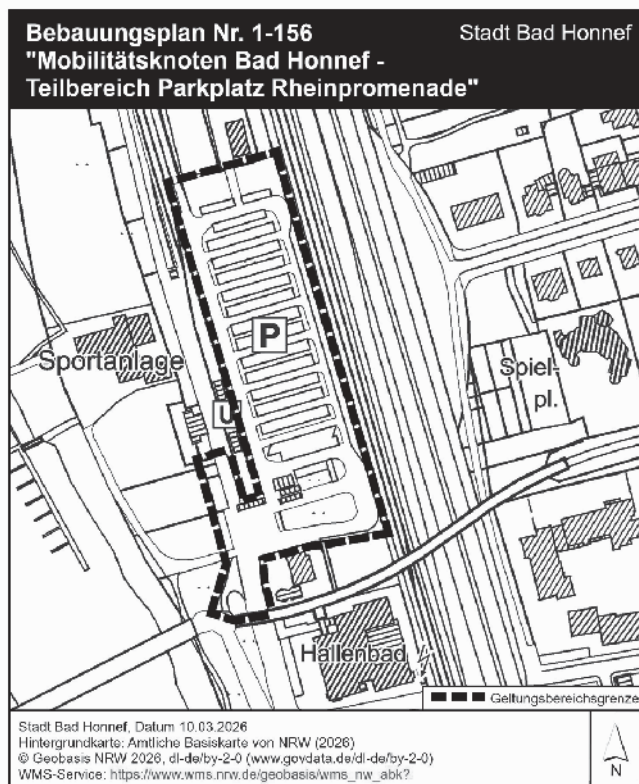 Bebauungsplan Nr. 1-156
Stadt Bad Honnef
"Mobilitätsknoten Bad Honnef -
Teilbereich Parkplatz Rheinpromenade"
P
Sportanlage
Spiel-
pl.
U
Hallenbad
Geltungsbereichsgrenze
Stadt Bad Honnef, Datum 10.03.2026
Hintergrundkarte: Amtliche Basiskarte von NRW (2026)
© Geobasis NRW 2026, dl-de/by-2-0 (www.govdata.de/dl-de/by-2-0)
WMS-Service: https://www.wms.nrw.de/geobasis/wms_nw_abk?
N